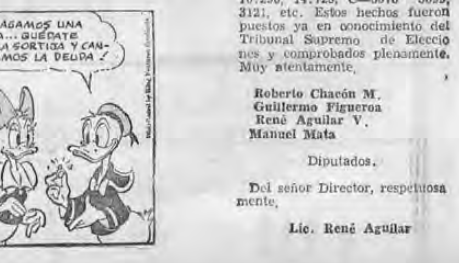 AGAMOS UNA
A... QUEDATE
LA SORTIJA Y CAN-
MOS LA DEUDA!
3121, etc. Estos hechos fueron
puestos ya en conocimiento del
Tribunal Supremo de Eleccio
nes y comprobados plenamente.
Muy atentamente,
Roberto Chacón M.
Guillermo Figueroa
René Aguilar V.
Manuel Mata
Diputados.
Del señor Director, respetuosa
mente,
Lic. René Aguilar